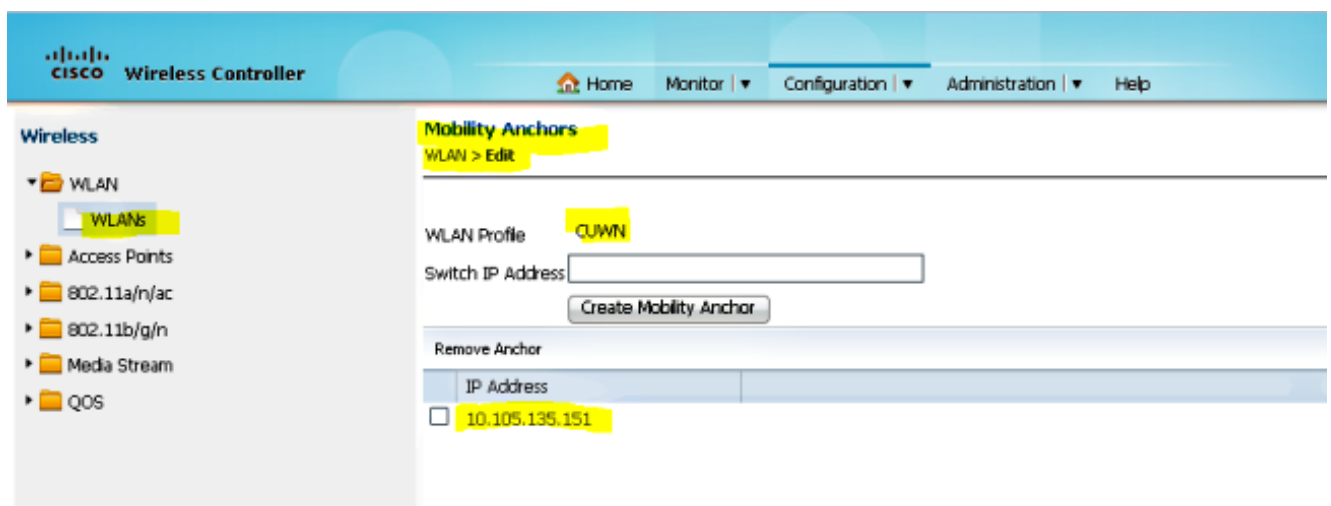 CISCO Wireless Controller
Home Monitor Configuration Administration Help
Wireless
WLAN
WLANs
Access Points
802.11a/n/ac
802.11b/g/n
Media Stream
QOS
Mobility Anchors
WLAN > Edit
WLAN Profile CUWN
Switch IP Address
Create Mobility Anchor
Remove Anchor
IP Address
10.105.135.151